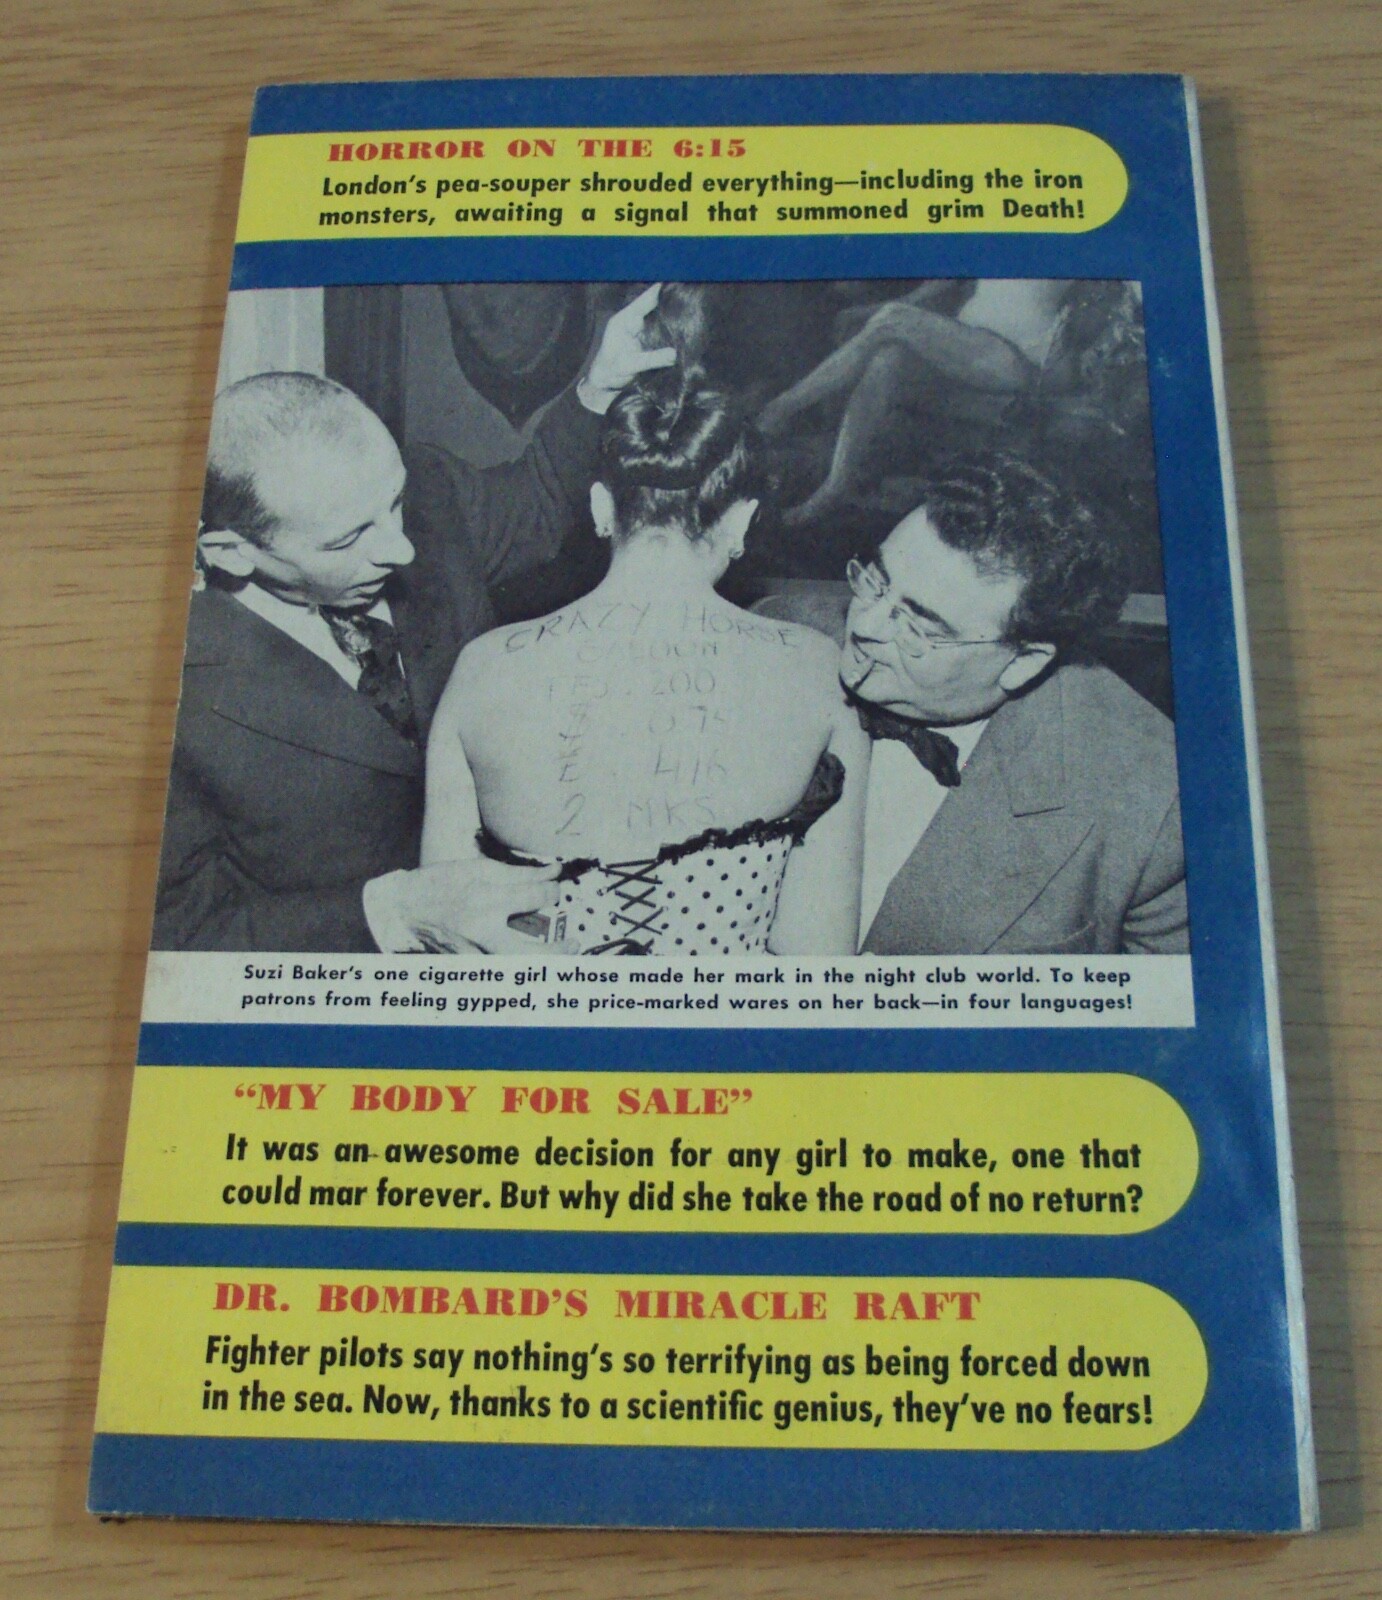 HORROR ON THE 6:15
London's pea-souper shrouded everything—including the iron
monsters, awaiting a signal that summoned grim Death!
CRAZY HORSE
200
416
2 MKS
Suzi Baker's one cigarette girl whose made her mark in the night club world. To keep
patrons from feeling gypped, she price-marked wares on her back—in four languages!
“MY BODY FOR SALE”
It was an awesome decision for any girl to make, one that
could mar forever. But why did she take the road of no return?
DR. BOMBARD'S MIRACLE RAFT
Fighter pilots say nothing's so terrifying as being forced down
in the sea. Now, thanks to a scientific genius, they've no fears!